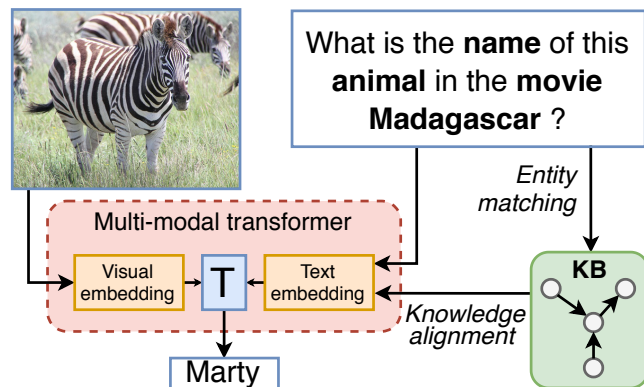 What is the name of this
animal in the movie
Madagascar ?
Entity
matching
Multi-modal transformer
Visual
embedding
T
Text
embedding
KB
Knowledge
alignment
Marty